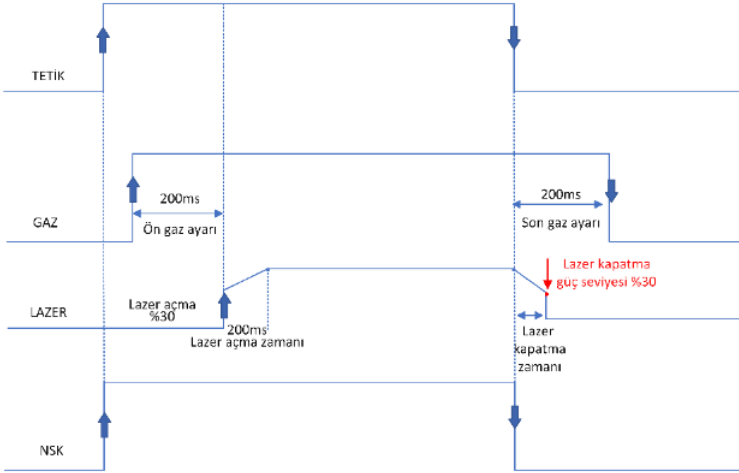 TETİK
200ms
Ön gaz ayarı
GAZ
200ms
Son gaz ayarı
Lazer kapatma
güç seviyesi %30
Lazer açma
%30
LAZER
200ms
Lazer açma zamanı
Lazer
kapatma
zamanı
NSK